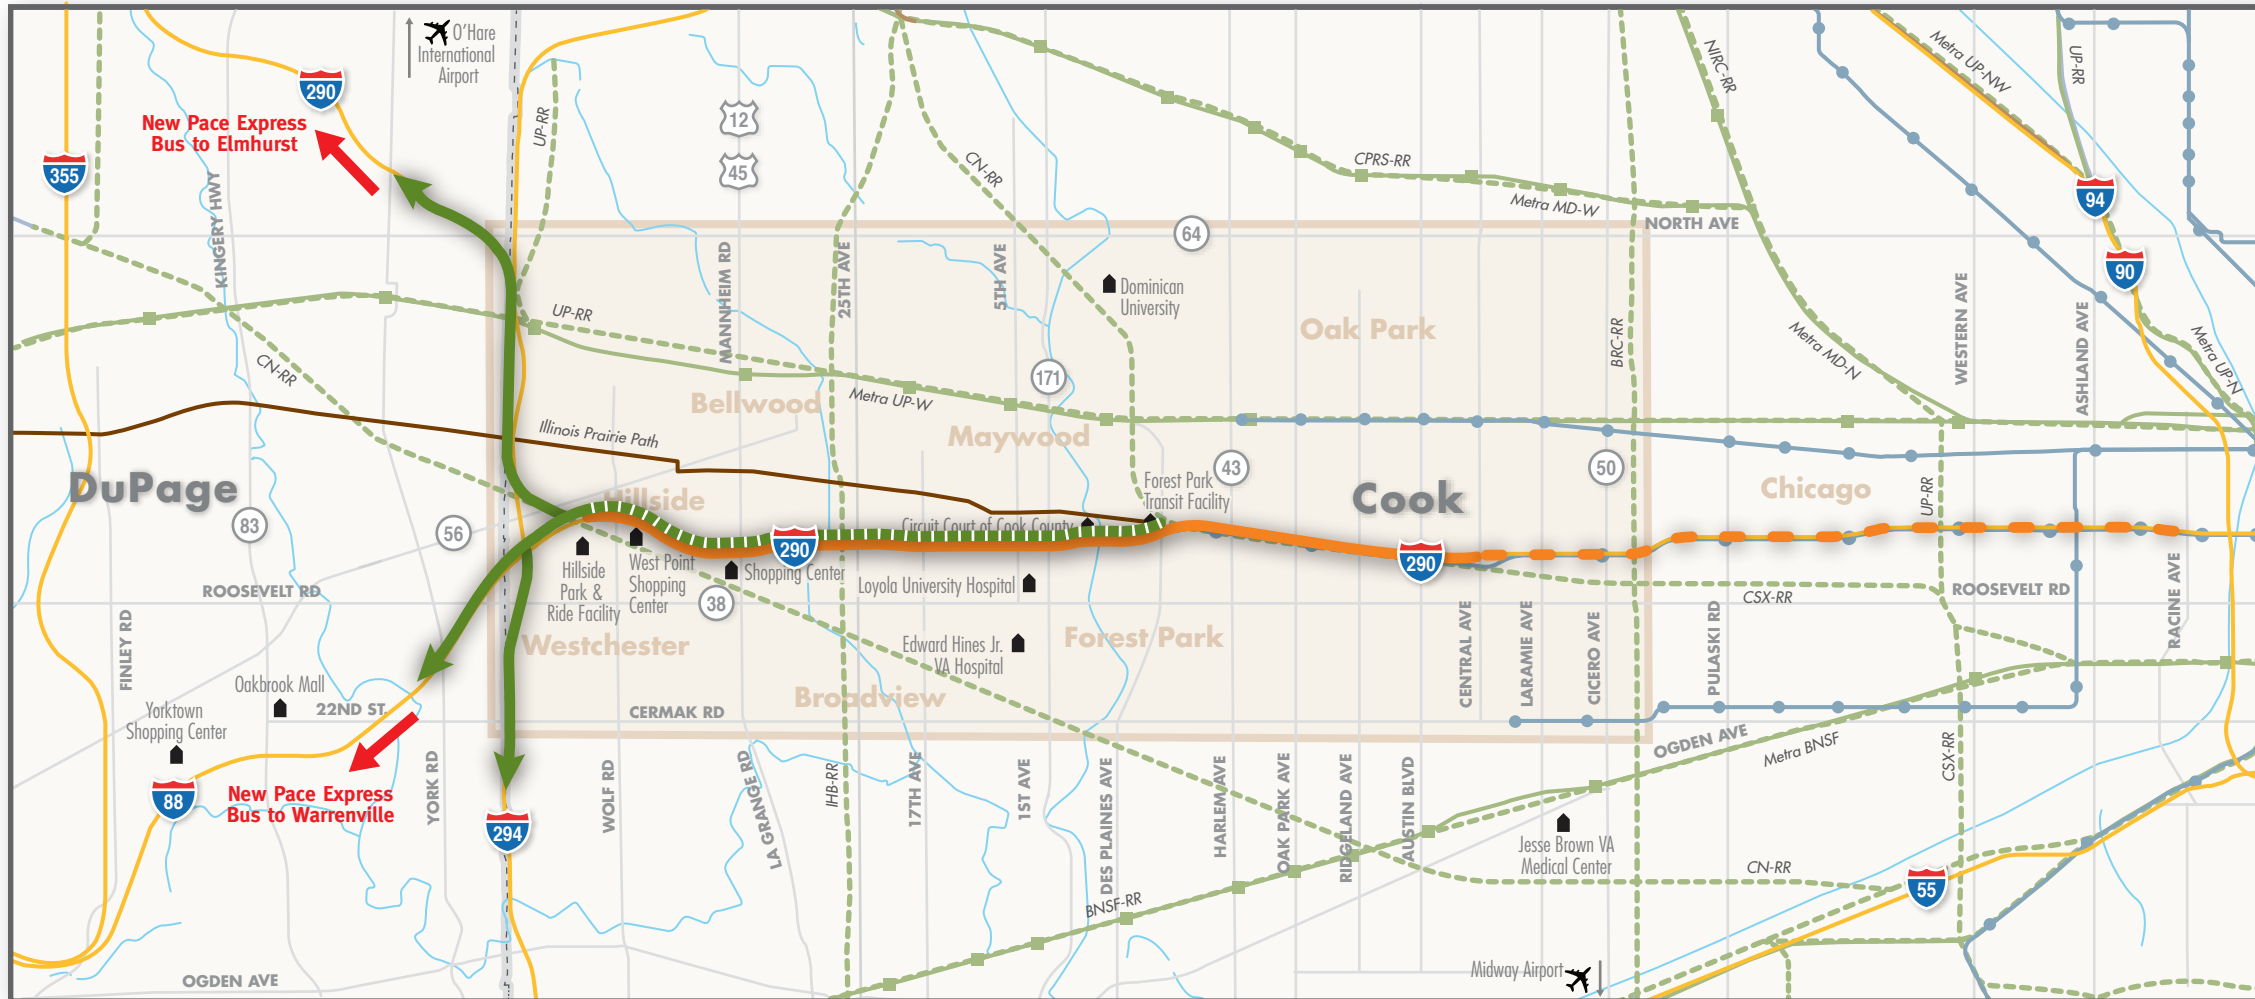 O'Hare
International
Airport
290
New Pace Express
Bus to Elmhurst
355
KINGERY HWY
UP-RR
12
45
CN-RR
CPRS-RR
Metra MD-W
NIRC-RR
Metra UP-NW
UP-RR
94
90
NORTH AVE
64
MANNHEIM RD
25TH AVE
5TH AVE
Dominican
University
Oak Park
BRC-RR
Metra MD-N
WESTERN AVE
ASHLAND AVE
Metra UP-N
UP-RR
CN-RR
Bellwood
Metra UP-W
171
Maywood
Illinois Prairie Path
DuPage
83
56
Hillside
Forest Park
Transit Facility
43
Cook
50
Chicago
UP-RR
Circuit Court of Cook County
290
290
Hillside
Park &
Ride Facility
West Point
Shopping
Center
Shopping Center
38
Loyola University Hospital
ROOSEVELT RD
CSX-RR
ROOSEVELT RD
RACINE AVE
FINLEY RD
Westchester
Edward Hines Jr.
VA Hospital
Forest Park
CENTRAL AVE
LARAMIE AVE
CICERO AVE
PULASKI RD
Oakbrook Mall
22ND ST.
Yorktown
Shopping Center
Broadview
CERMAK RD
OGDEN AVE
Metra BNSF
CSX-RR
88
New Pace Express
Bus to Warrenville
YORK RD
294
WOLF RD
LA GRANGE RD
IHB-RR
17TH AVE
1ST AVE
DES PLAINES AVE
HARLEM AVE
OAK PARK AVE
RIDGELAND AVE
AUSTIN BLVD
Jesse Brown VA
Medical Center
CN-RR
55
BNSF-RR
Midway Airport
OGDEN AVE